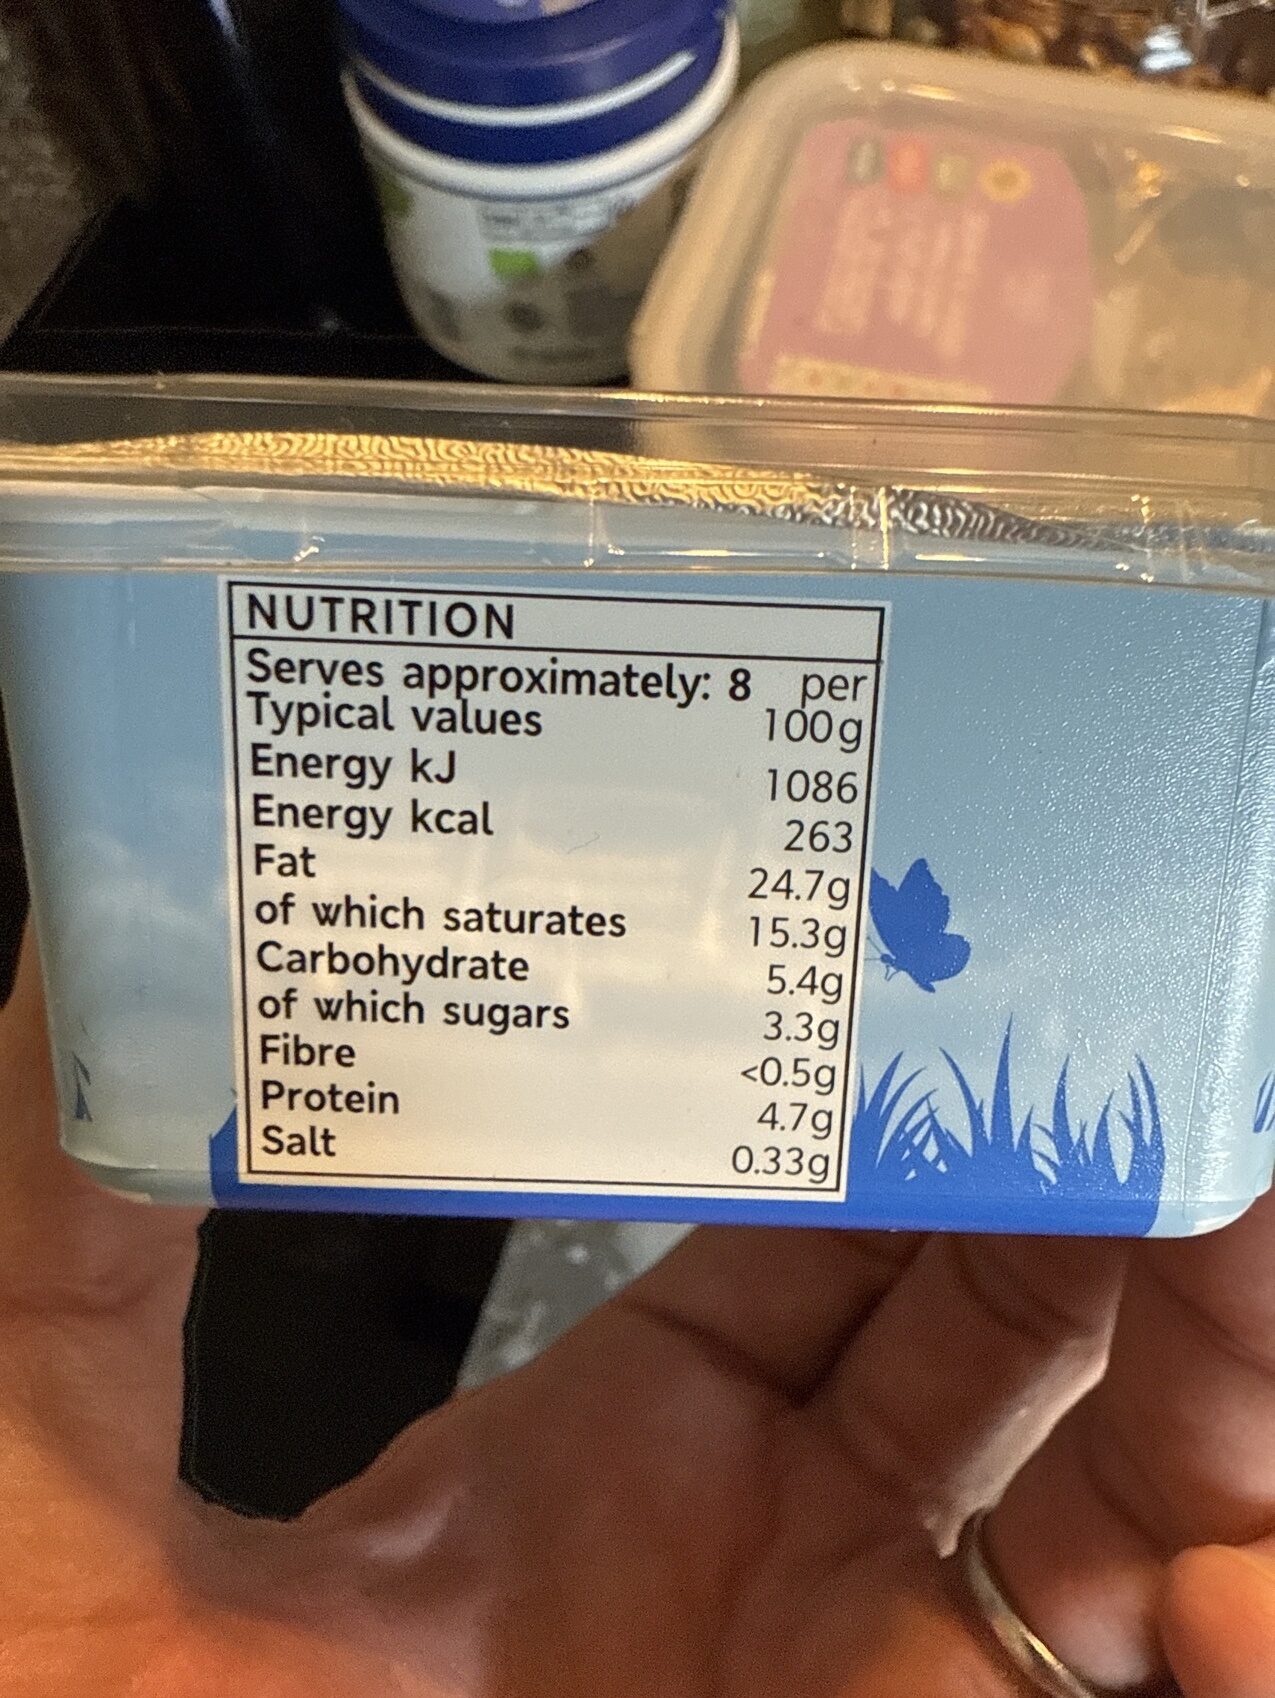 NUTRITION
Serves approximately: 8 per
Typical values 100g
Energy kJ 1086
Energy kcal 263
Fat 24.7g
of which saturates 15.3g
Carbohydrate 5.4g
of which sugars 3.3g
Fibre <0.5g
Protein 4.7g
Salt 0.33g